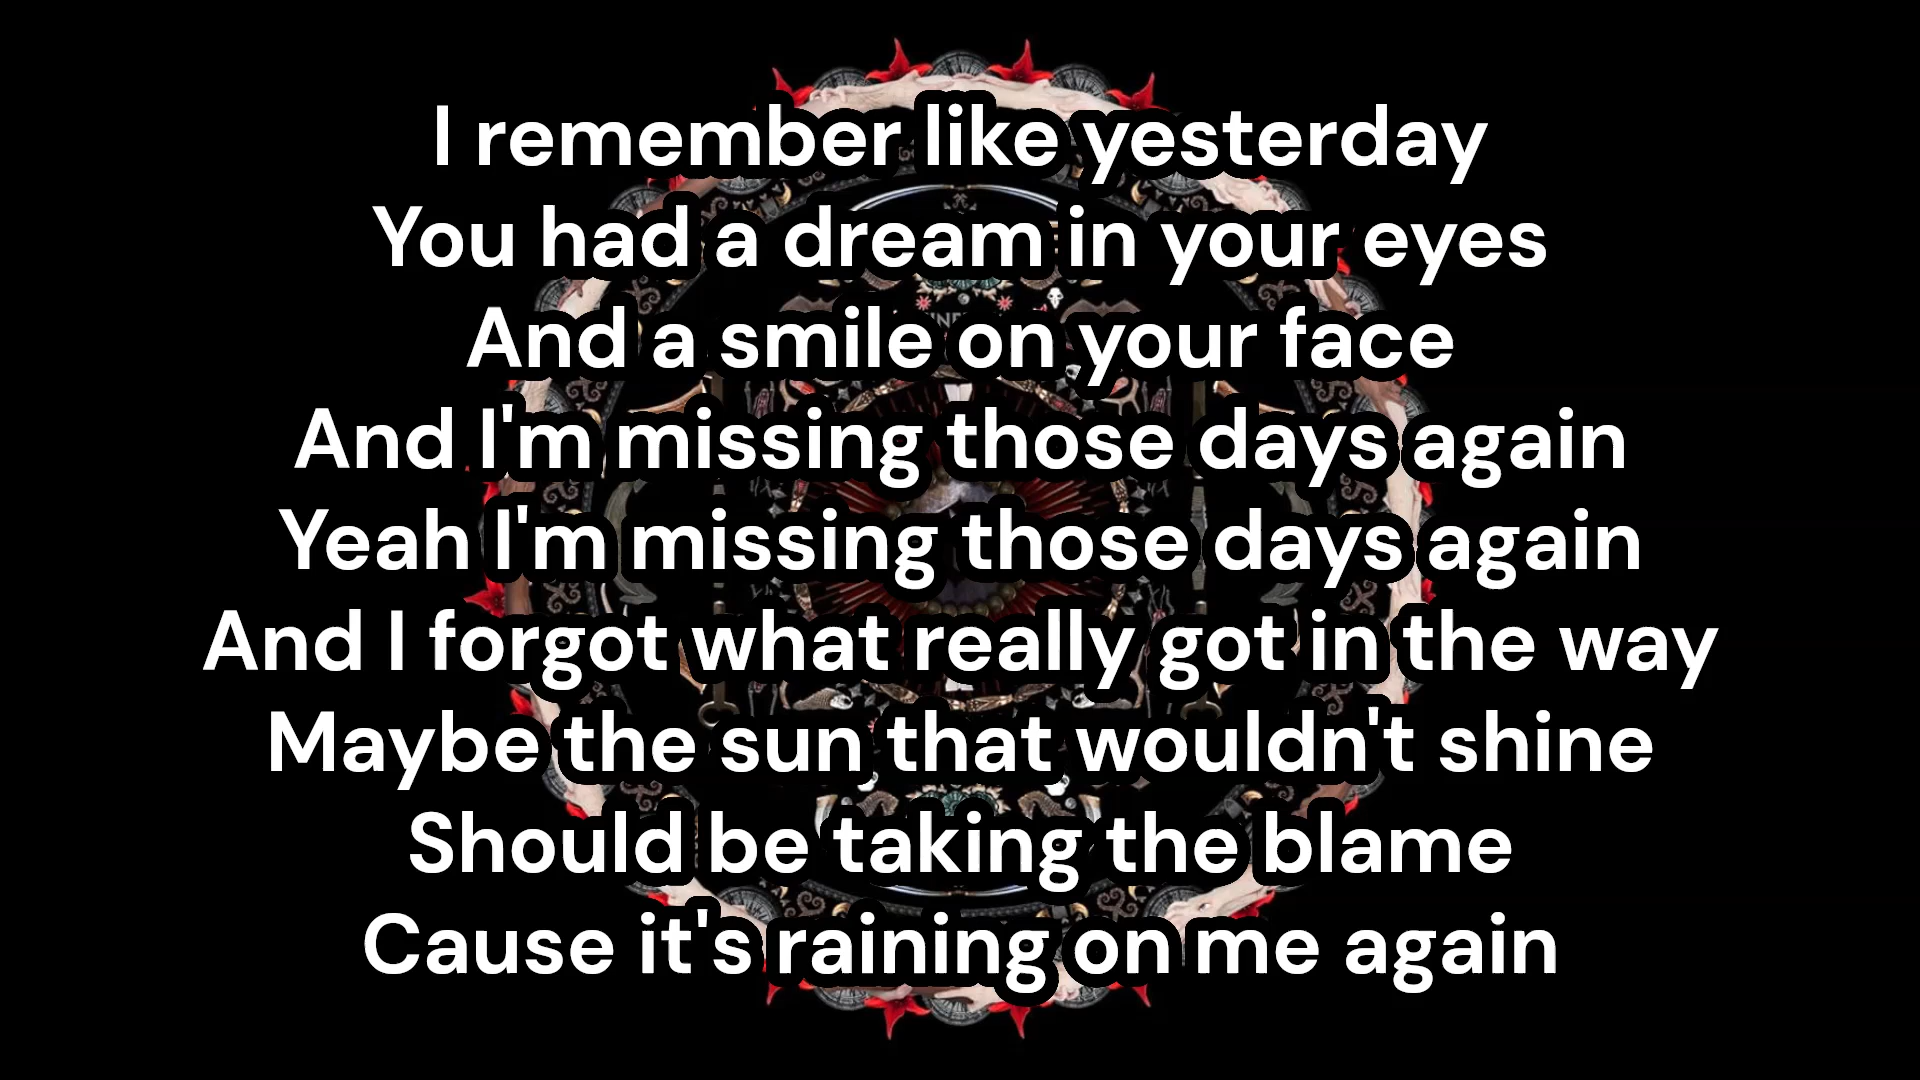 I remember like yesterday
You had a dream in your eyes
And a smile on your face
And I'm missing those days again
Yeah I'm missing those days again
And I forgot what really got in the way
Maybe the sun that wouldn't shine
Should be taking the blame
Cause it's raining on me again